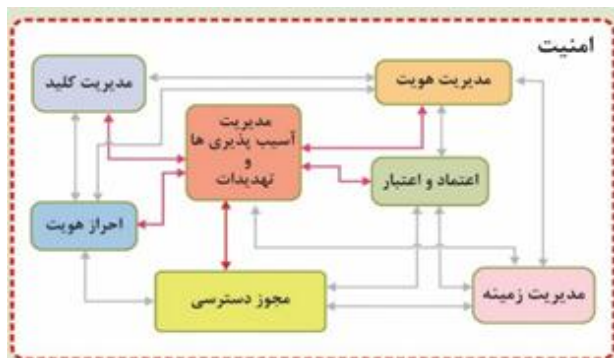 امنیت
مدیریت هویت
مدیریت کلید
مدیریت
آسیب پذیری ها
و
تهدیدات
اعتماد و اعتبار
احراز هویت
مجوز دسترسی
مدیریت زمینه